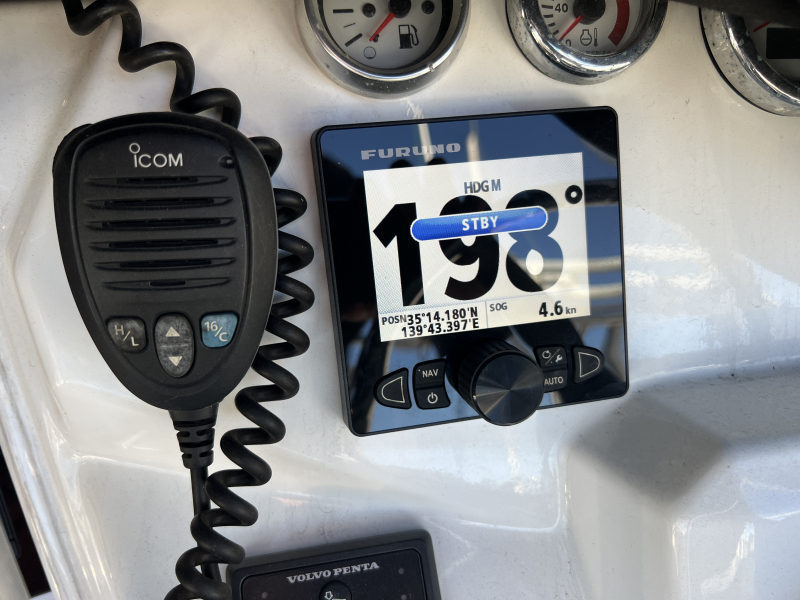 40
iCOM
H/L
16/C
FURUNO
HDG M
198°
STBY
POSN 35°14.180'N
139°43.397'E
SOG
4.6 kn
NAV
AUTO
VOLVO PENTA